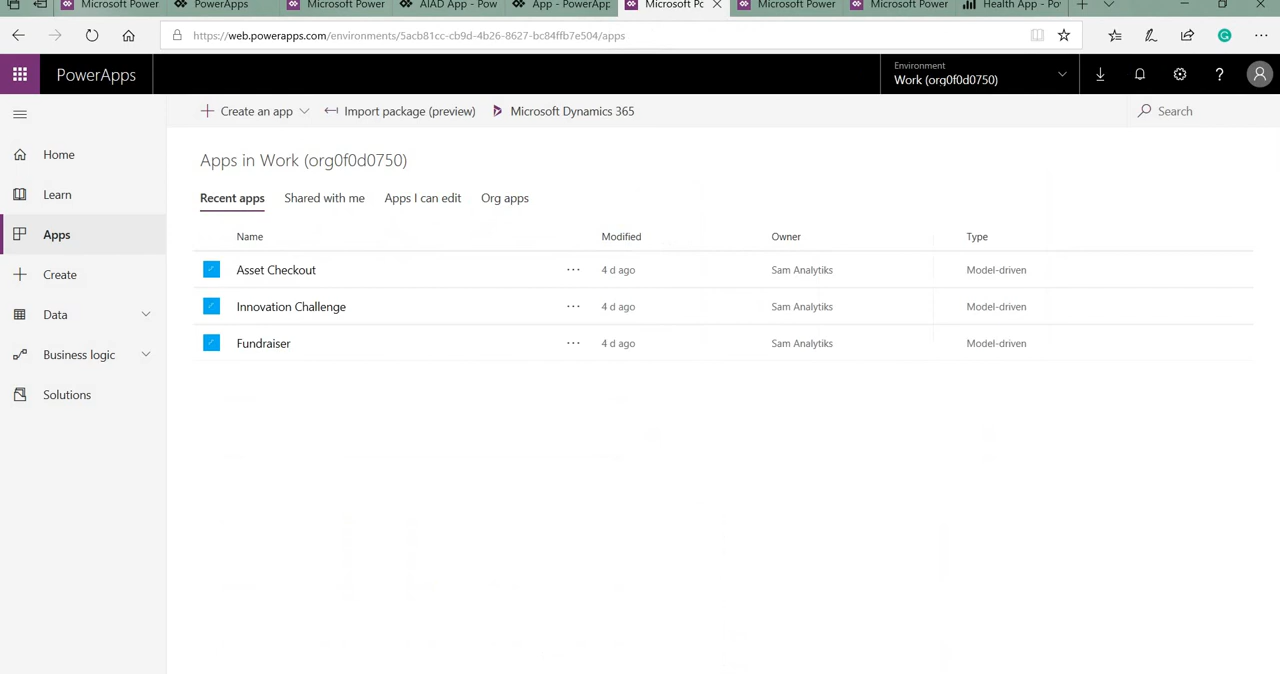 Microsoft Power
PowerApps
Microsoft Power
AIAD App - Pow
App - PowerApp
Microsoft Po
Microsoft Power
Microsoft Power
Health App - Po
https://web.powerapps.com/environments/5acb81cc-cb9d-4b26-8627-bc84ffb7e504/apps
PowerApps
Environment
Work (org0f0d0750)
?
Create an app
Import package (preview)
Microsoft Dynamics 365
Search
Home
Learn
Apps
Create
Data
Business logic
Solutions
Apps in Work (org0f0d0750)
Recent apps Shared with me Apps I can edit Org apps
Name Modified Owner Type
Asset Checkout ... 4 d ago Sam Analytiks Model-driven
Innovation Challenge ... 4 d ago Sam Analytiks Model-driven
Fundraiser ... 4 d ago Sam Analytiks Model-driven